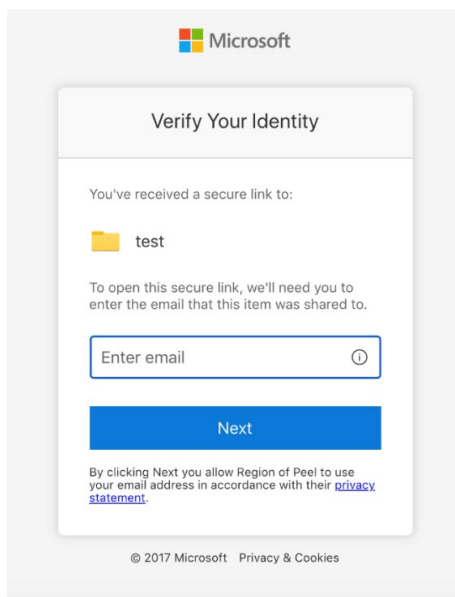 Microsoft
Verify Your Identity
You've received a secure link to:
test
To open this secure link, we'll need you to
enter the email that this item was shared to.
Enter email
Next
By clicking Next you allow Region of Peel to use
your email address in accordance with their privacy
statement.
© 2017 Microsoft Privacy & Cookies